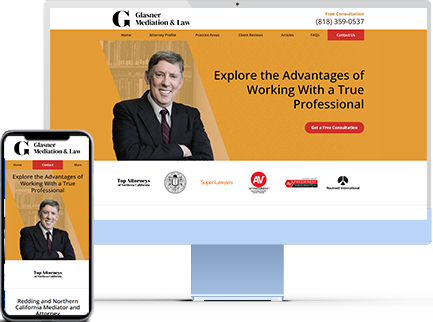 G Glasner
Mediation & Law
Free Consultation
(818) 359-0537
Home Attorney Profile Practice Areas Client Reviews Articles FAQs Contact Us
Explore the Advantages of
Working With a True
Professional
Get a Free Consultation
Top Attorneys
of Northern California
Super Lawyers
AV
G Glasner
Mediation & Law
Home Contact More
Explore the Advantages of
Working With a True
Professional
Top Attorneys
of Northern California
Redding and Northern
California Mediator and
Attorney